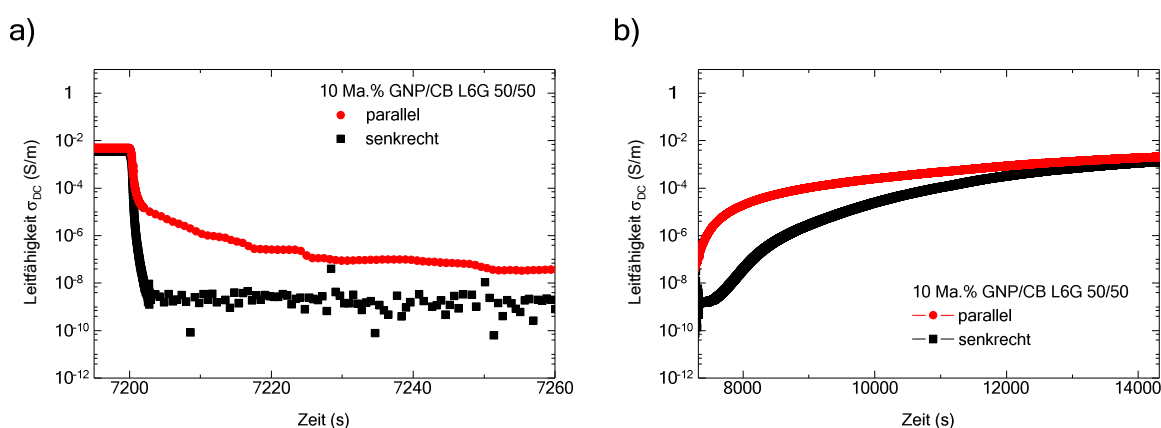 a)
1
10⁻²
10⁻⁴
10⁻⁶
10⁻⁸
10⁻¹⁰
10⁻¹²
Leitfähigkeit σDC (S/m)
10 Ma.% GNP/CB L6G 50/50
parallel
senkrecht
7200 7220 7240 7260
Zeit (s)
b)
1
10⁻²
10⁻⁴
10⁻⁶
10⁻⁸
10⁻¹⁰
10⁻¹²
Leitfähigkeit σDC (S/m)
10 Ma.% GNP/CB L6G 50/50
parallel
senkrecht
8000 10000 12000 14000
Zeit (s)